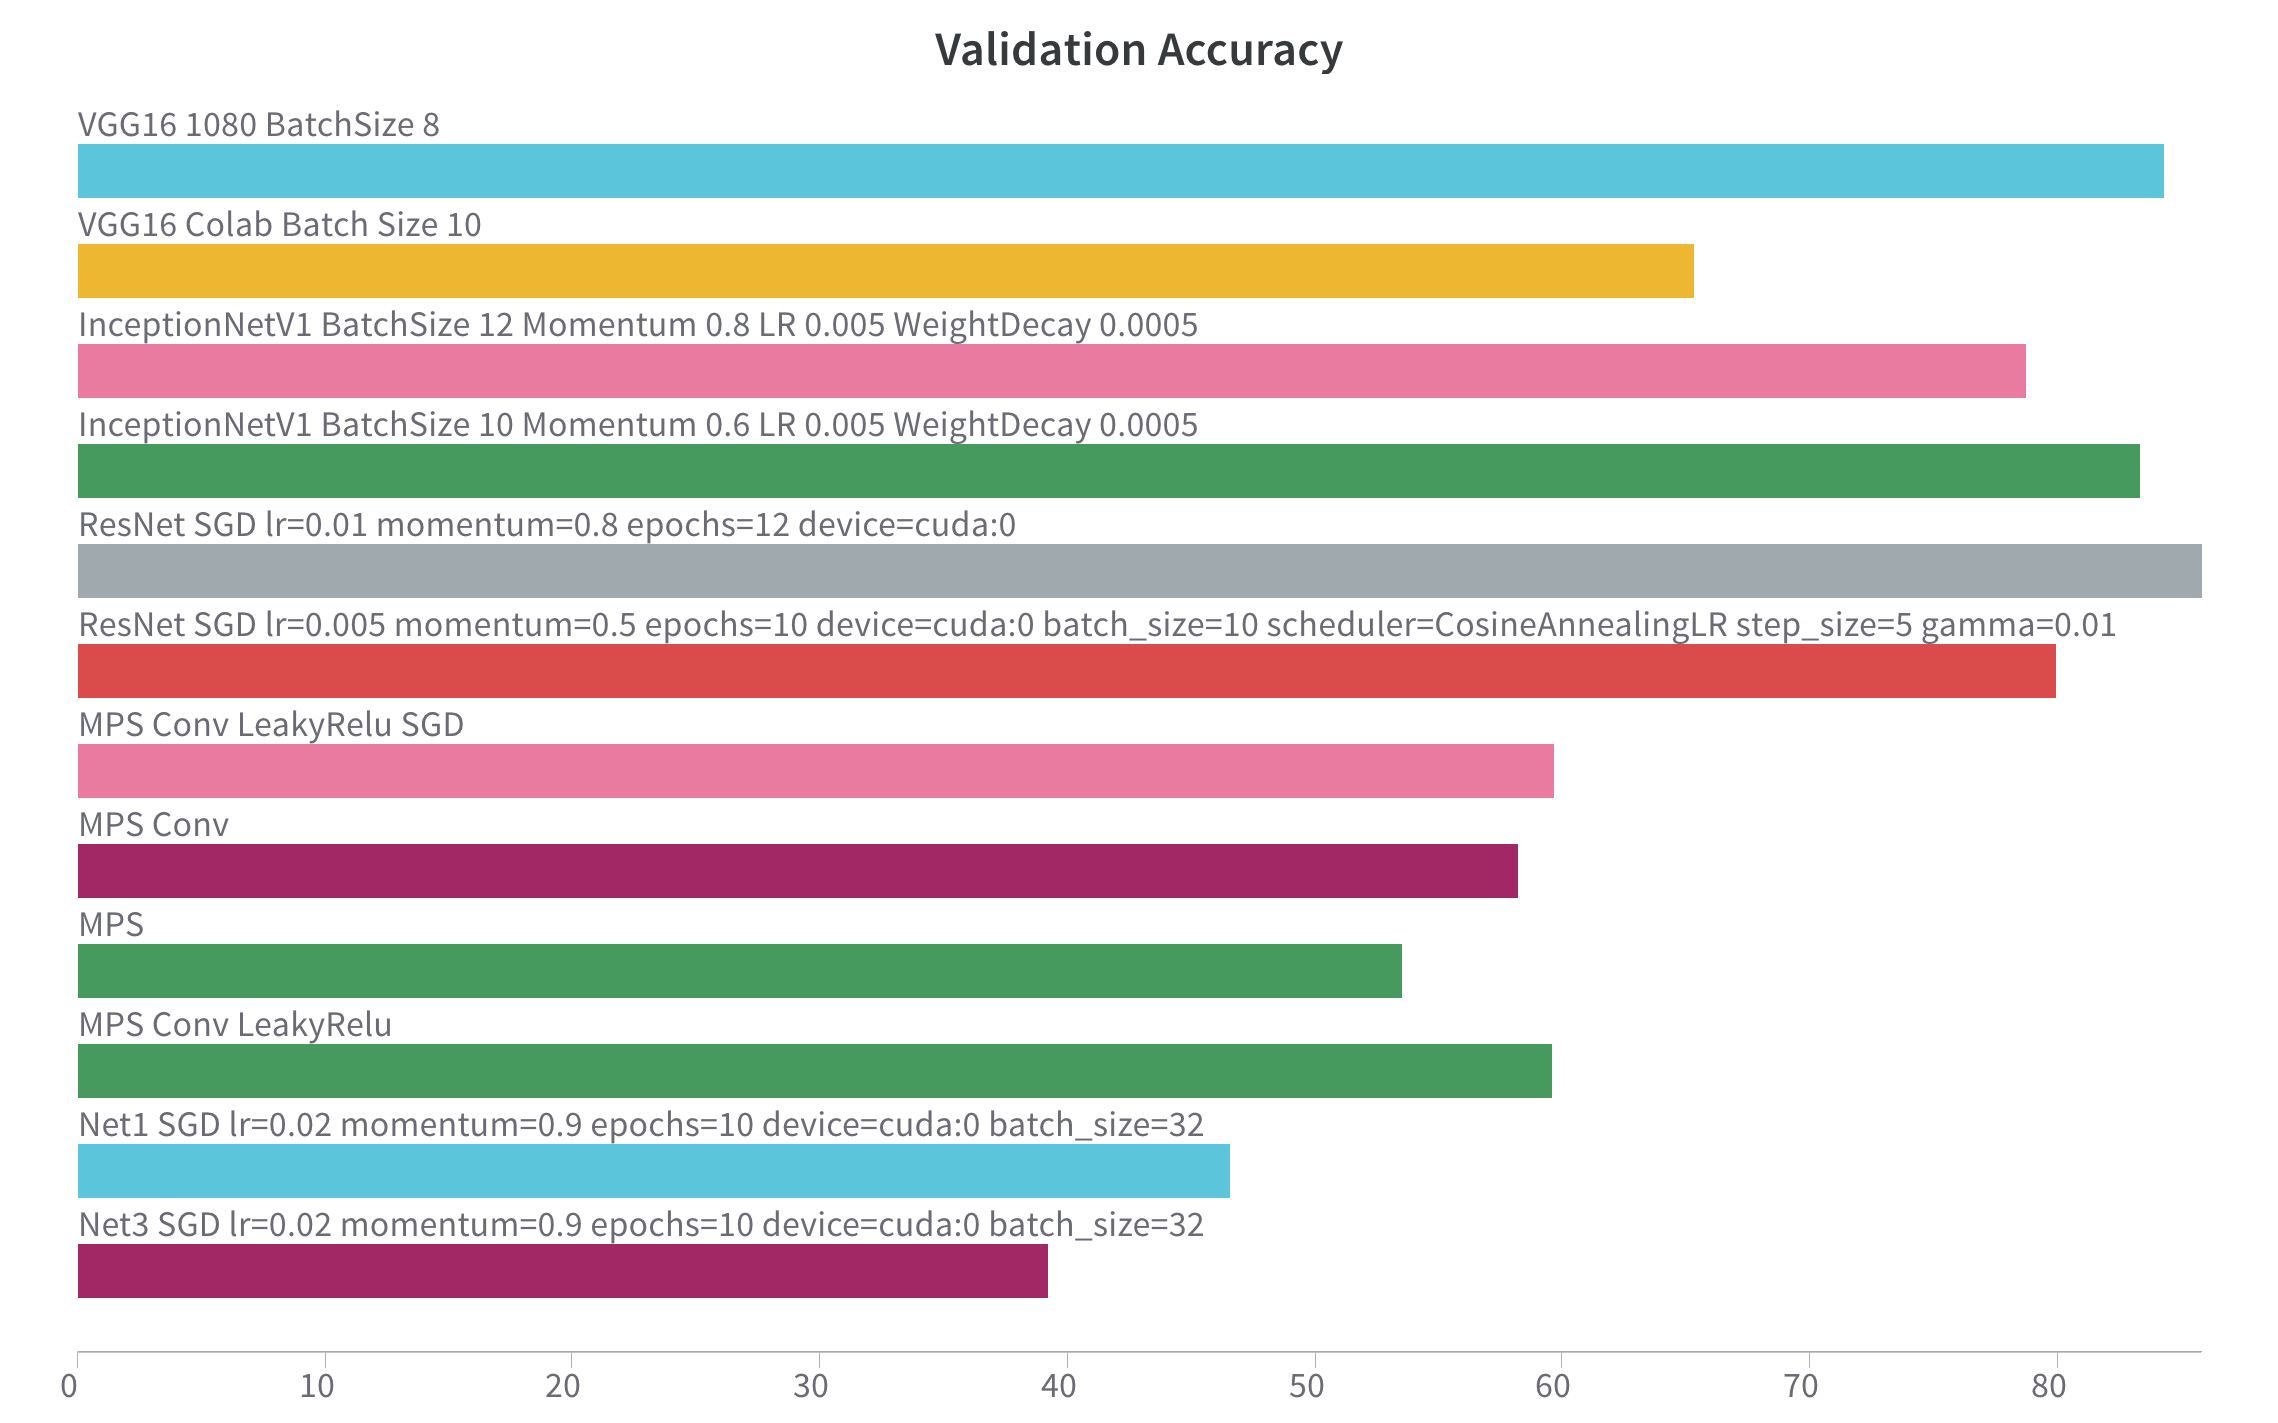 Validation Accuracy
VGG16 1080 BatchSize 8
VGG16 Colab Batch Size 10
InceptionNetV1 BatchSize 12 Momentum 0.8 LR 0.005 WeightDecay 0.0005
InceptionNetV1 BatchSize 10 Momentum 0.6 LR 0.005 WeightDecay 0.0005
ResNet SGD lr=0.01 momentum=0.8 epochs=12 device=cuda:0
ResNet SGD lr=0.005 momentum=0.5 epochs=10 device=cuda:0 batch_size=10 scheduler=CosineAnnealingLR step_size=5 gamma=0.01
MPS Conv LeakyRelu SGD
MPS Conv
MPS
MPS Conv LeakyRelu
Net1 SGD lr=0.02 momentum=0.9 epochs=10 device=cuda:0 batch_size=32
Net3 SGD lr=0.02 momentum=0.9 epochs=10 device=cuda:0 batch_size=32
0 10 20 30 40 50 60 70 80